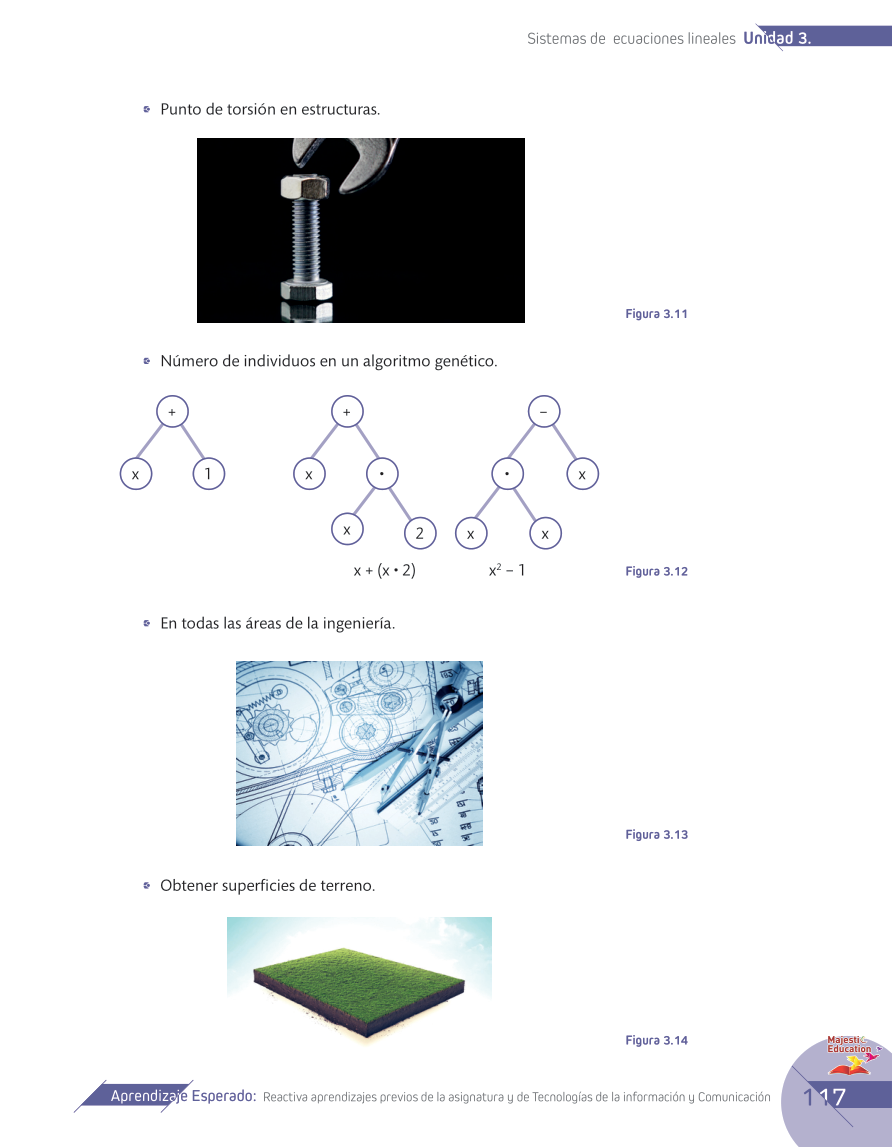 Sistemas de ecuaciones lineales Unidad 3.
Punto de torsión en estructuras.
Figura 3.11
Número de individuos en un algoritmo genético.
+ + –
x 1 x • • x
x 2 x x
x + (x • 2) x² – 1 Figura 3.12
En todas las áreas de la ingeniería.
Figura 3.13
Obtener superficies de terreno.
Figura 3.14
Majestic
Education
Aprendizaje Esperado: Reactiva aprendizajes previos de la asignatura y de Tecnologías de la información y Comunicación
117